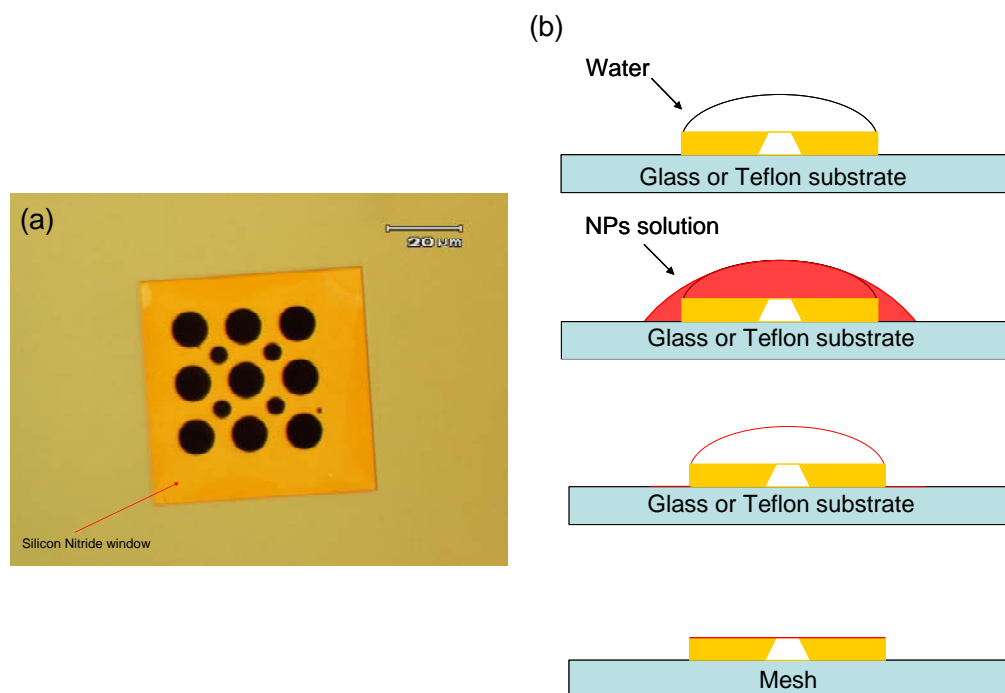 (a)
20 μm
Silicon Nitride window
(b)
Water
Glass or Teflon substrate
NPs solution
Glass or Teflon substrate
Glass or Teflon substrate
Mesh